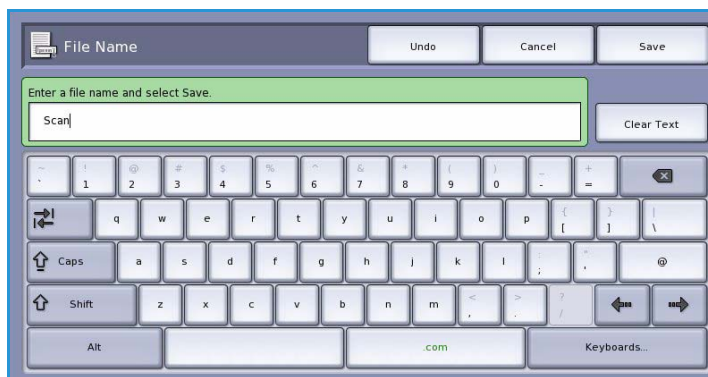 File Name
Undo Cancel Save
Enter a file name and select Save.
Scan
Clear Text
~ ! @ # $ % ^ & * ( ) _ +
` 1 2 3 4 5 6 7 8 9 0 - =
q w e r t y u i o p { [ } ] | \
Caps a s d f g h j k l : ; " ' @
Shift z x c v b n m < , > . ? /
Alt .com Keyboards...